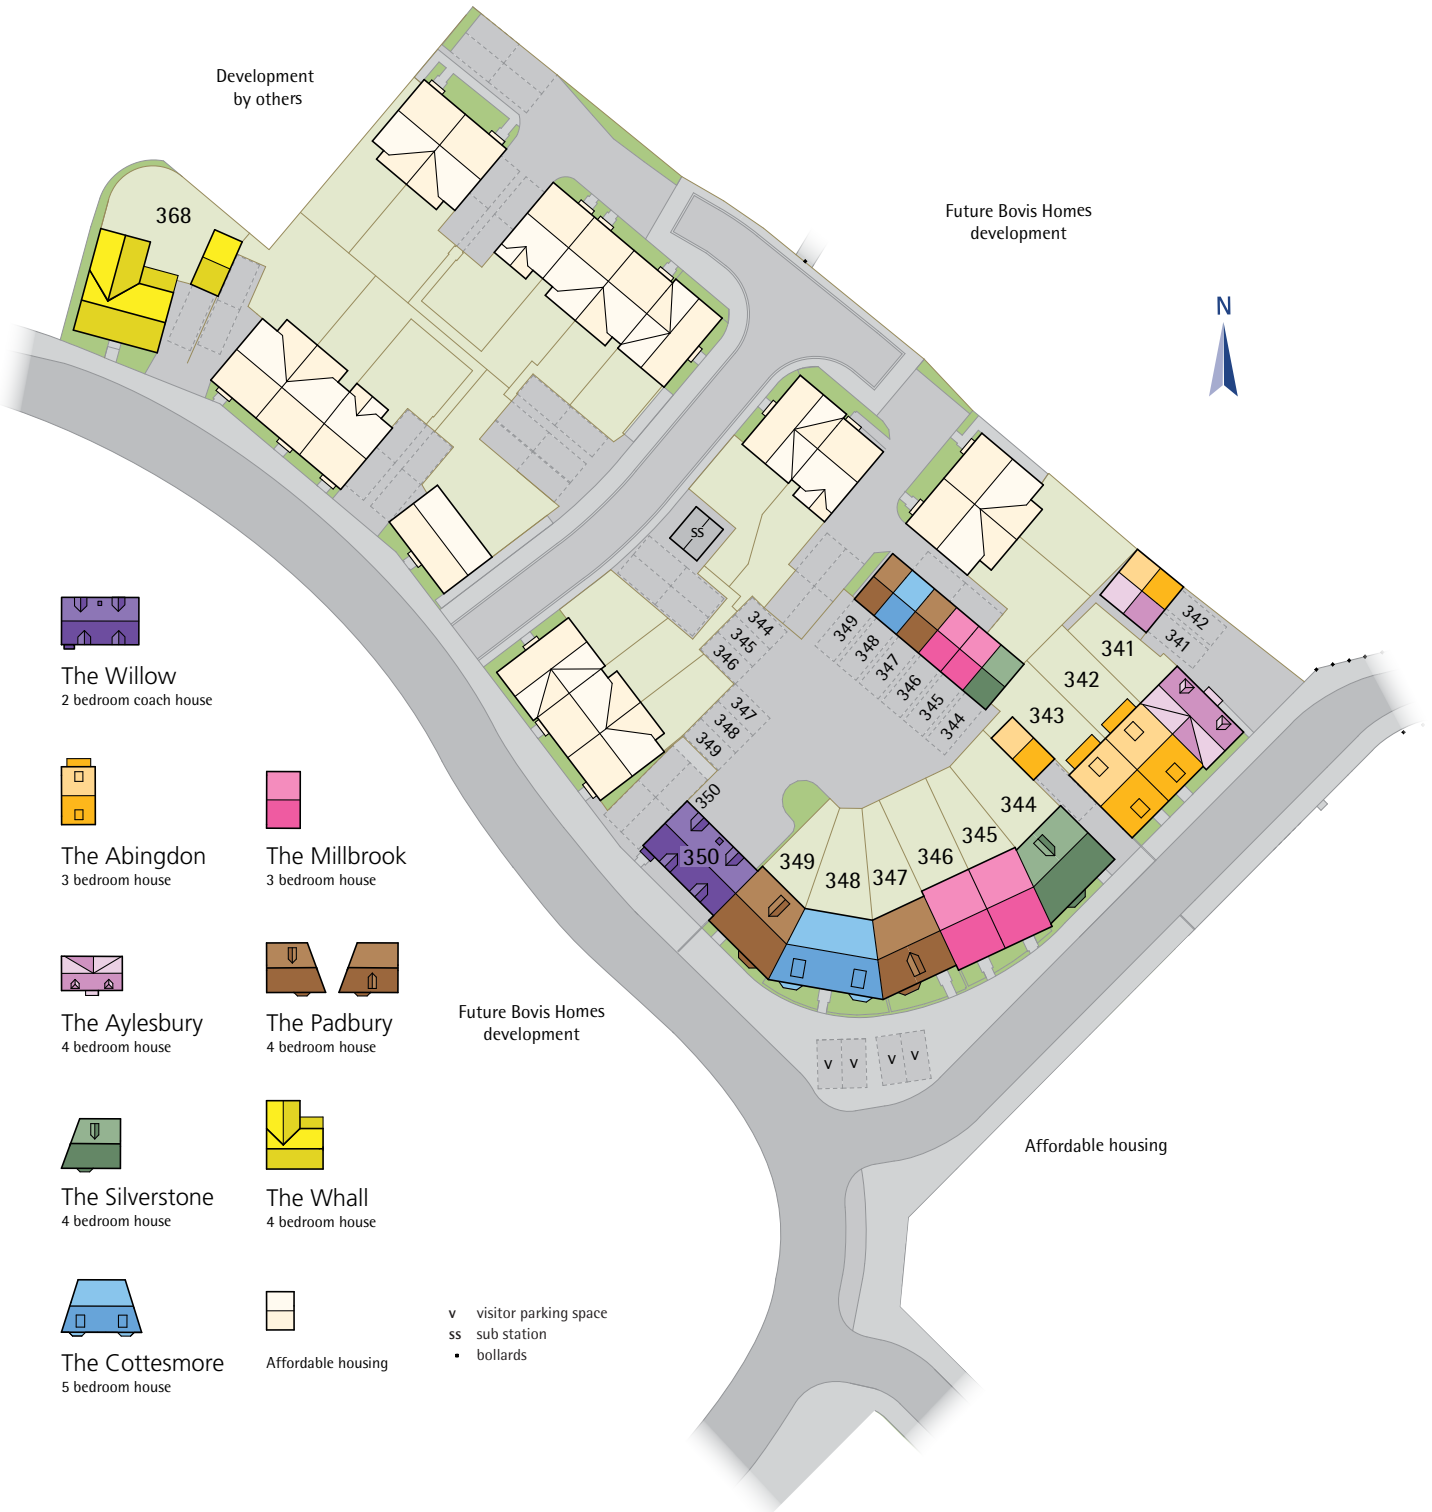 Development
by others
368
Future Bovis Homes
development
N
ss
342
341
344
345
346
349
348
347
346
345
344
341
342
343
347
348
349
350
344
345
346
347
348
349
350
v
v
v
v
The Willow
2 bedroom coach house
The Abingdon
3 bedroom house
The Millbrook
3 bedroom house
The Aylesbury
4 bedroom house
The Padbury
4 bedroom house
Future Bovis Homes
development
Affordable housing
The Silverstone
4 bedroom house
The Whall
4 bedroom house
The Cottesmore
5 bedroom house
Affordable housing
v visitor parking space
ss sub station
• bollards